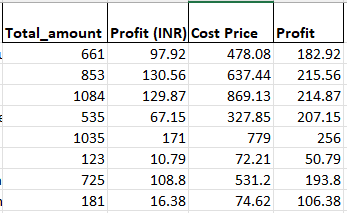 Total_amount Profit (INR) Cost Price Profit
661 97.92 478.08 182.92
853 130.56 637.44 215.56
1084 129.87 869.13 214.87
535 67.15 327.85 207.15
1035 171 779 256
123 10.79 72.21 50.79
725 108.8 531.2 193.8
181 16.38 74.62 106.38